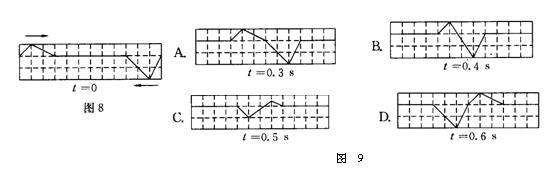 t=0
图8
A.
t=0.3 s
B.
t=0.4 s
C.
t=0.5 s
D.
t=0.6 s
图 9